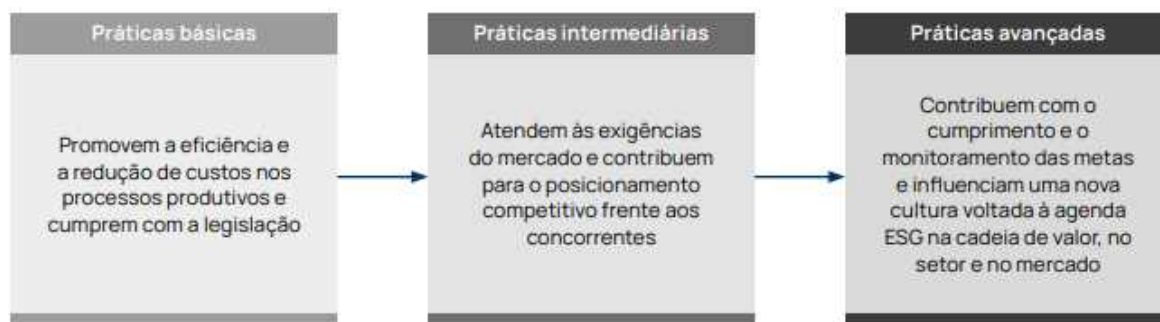 Práticas básicas
Promovem a eficiência e
a redução de custos nos
processos produtivos e
cumprem com a legislação
Práticas intermediárias
Atendem às exigências
do mercado e contribuem
para o posicionamento
competitivo frente aos
concorrentes
Práticas avançadas
Contribuem com o
cumprimento e o
monitoramento das metas
e influenciam uma nova
cultura voltada à agenda
ESG na cadeia de valor, no
setor e no mercado